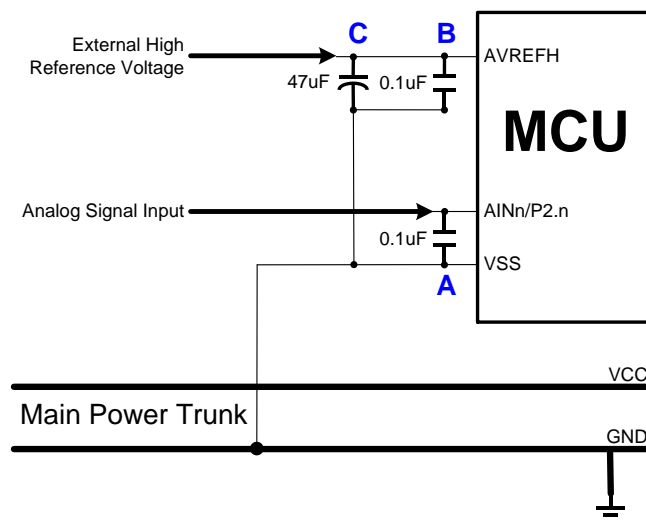 C
B
External High
Reference Voltage
AVREFH
47uF
0.1uF
MCU
Analog Signal Input
AINn/P2.n
0.1uF
VSS
A
VCC
Main Power Trunk
GND